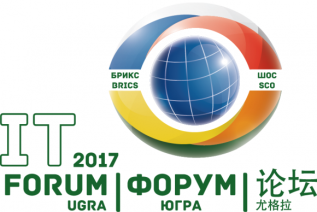 БРИКС
BRICS
ШОС
SCO
IT 2017
FORUM | ФОРУМ | 论坛
UGRA | ЮГРА | 尤格拉